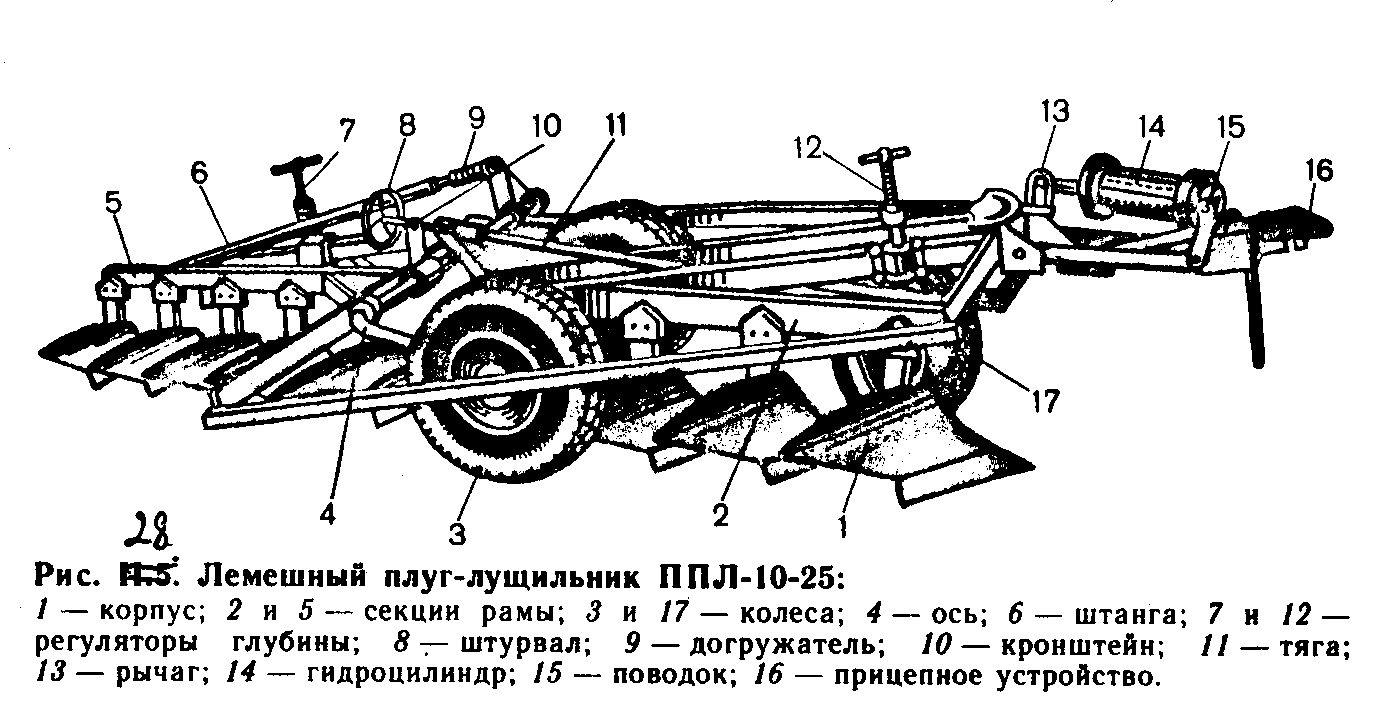 7 8 9 10 11 12 13 14 15 16
6
5
17
4 3 2 1
28
Рис. П.5. Лемешный плуг-лущильник ППЛ-10-25:
1 — корпус; 2 и 5 — секции рамы; 3 и 17 — колеса; 4 — ось; 6 — штанга; 7 и 12 —
регуляторы глубины; 8 — штурвал; 9 — догружатель; 10 — кронштейн; 11 — тяга;
13 — рычаг; 14 — гидроцилиндр; 15 — поводок; 16 — прицепное устройство.